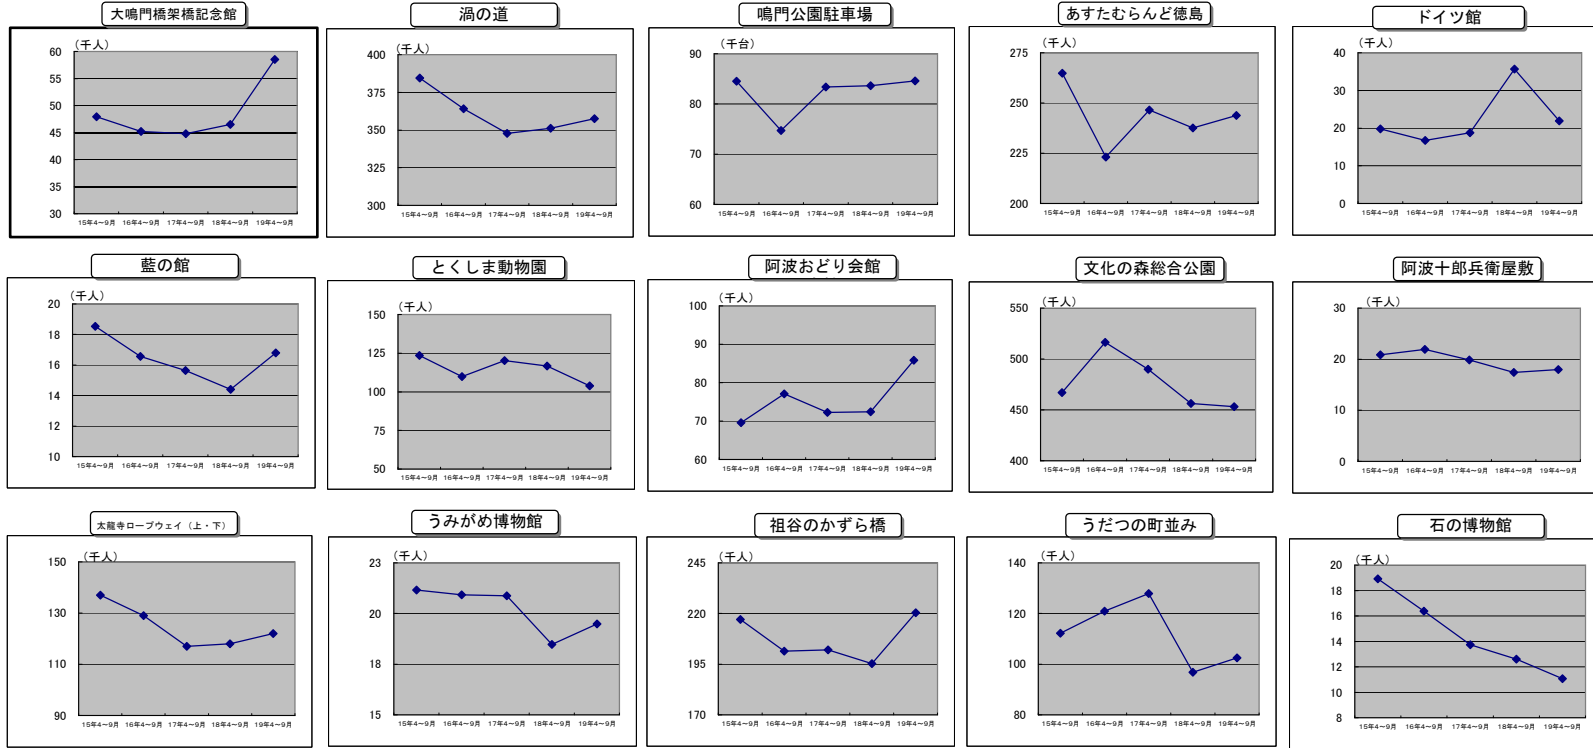 大鳴門橋架橋記念館
（千人）
60
55
50
45
40
35
30
15年4～9月 16年4～9月 17年4～9月 18年4～9月 19年4～9月
渦の道
（千人）
400
375
350
325
300
15年4～9月 16年4～9月 17年4～9月 18年4～9月 19年4～9月
鳴門公園駐車場
（千台）
90
80
70
60
15年4～9月 16年4～9月 17年4～9月 18年4～9月 19年4～9月
あすたむらんど徳島
（千人）
275
250
225
200
15年4～9月 16年4～9月 17年4～9月 18年4～9月 19年4～9月
ドイツ館
（千人）
40
30
20
10
0
15年4～9月 16年4～9月 17年4～9月 18年4～9月 19年4～9月
藍の館
（千人）
20
18
16
14
12
10
15年4～9月 16年4～9月 17年4～9月 18年4～9月 19年4～9月
とくしま動物園
（千人）
150
125
100
75
50
15年4～9月 16年4～9月 17年4～9月 18年4～9月 19年4～9月
阿波おどり会館
（千人）
100
90
80
70
60
15年4～9月 16年4～9月 17年4～9月 18年4～9月 19年4～9月
文化の森総合公園
（千人）
550
500
450
400
15年4～9月 16年4～9月 17年4～9月 18年4～9月 19年4～9月
阿波十郎兵衛屋敷
（千人）
30
20
10
0
15年4～9月 16年4～9月 17年4～9月 18年4～9月 19年4～9月
太龍寺ロープウェイ（上・下）
（千人）
150
130
110
90
15年4～9月 16年4～9月 17年4～9月 18年4～9月 19年4～9月
うみがめ博物館
（千人）
23
20
18
15
15年4～9月 16年4～9月 17年4～9月 18年4～9月 19年4～9月
祖谷のかずら橋
（千人）
245
220
195
170
15年4～9月 16年4～9月 17年4～9月 18年4～9月 19年4～9月
うだつの町並み
（千人）
140
120
100
80
15年4～9月 16年4～9月 17年4～9月 18年4～9月 19年4～9月
石の博物館
（千人）
20
18
16
14
12
10
8
15年4～9月 16年4～9月 17年4～9月 18年4～9月 19年4～9月